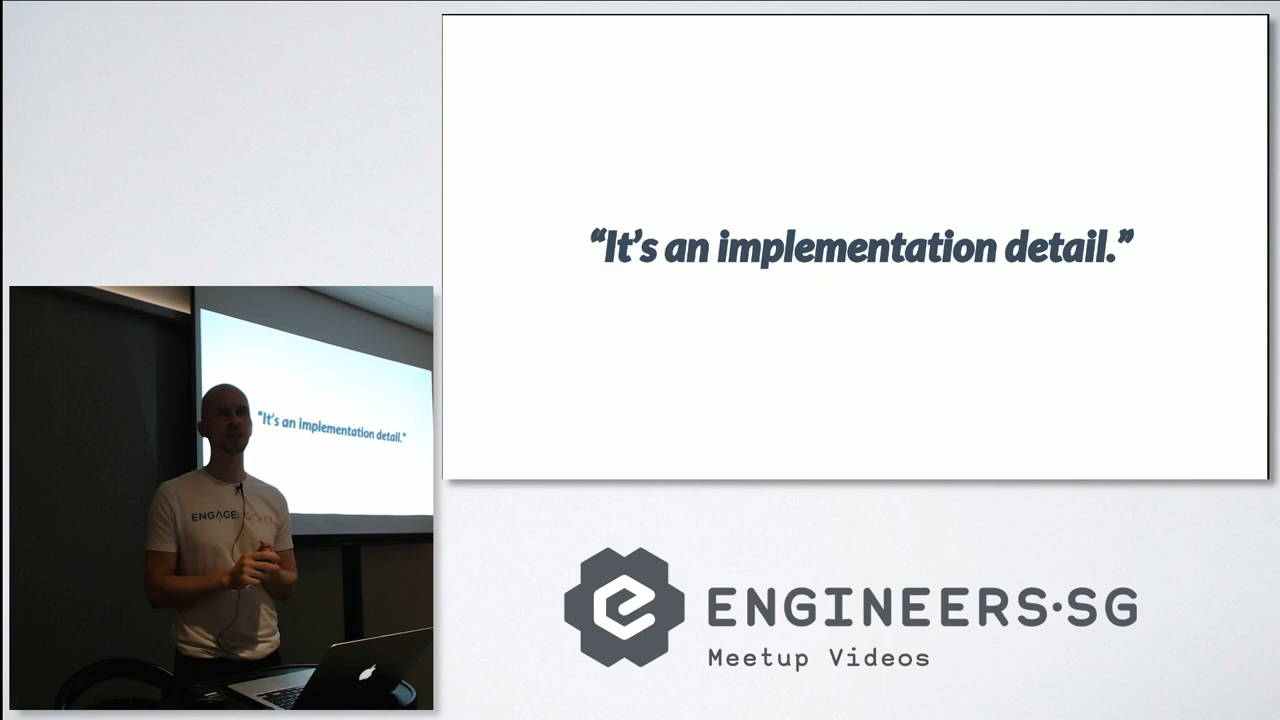 “It’s an implementation detail.”
“It’s an implementation detail.”
ENGAGE
ENGINEERS·SG
Meetup Videos